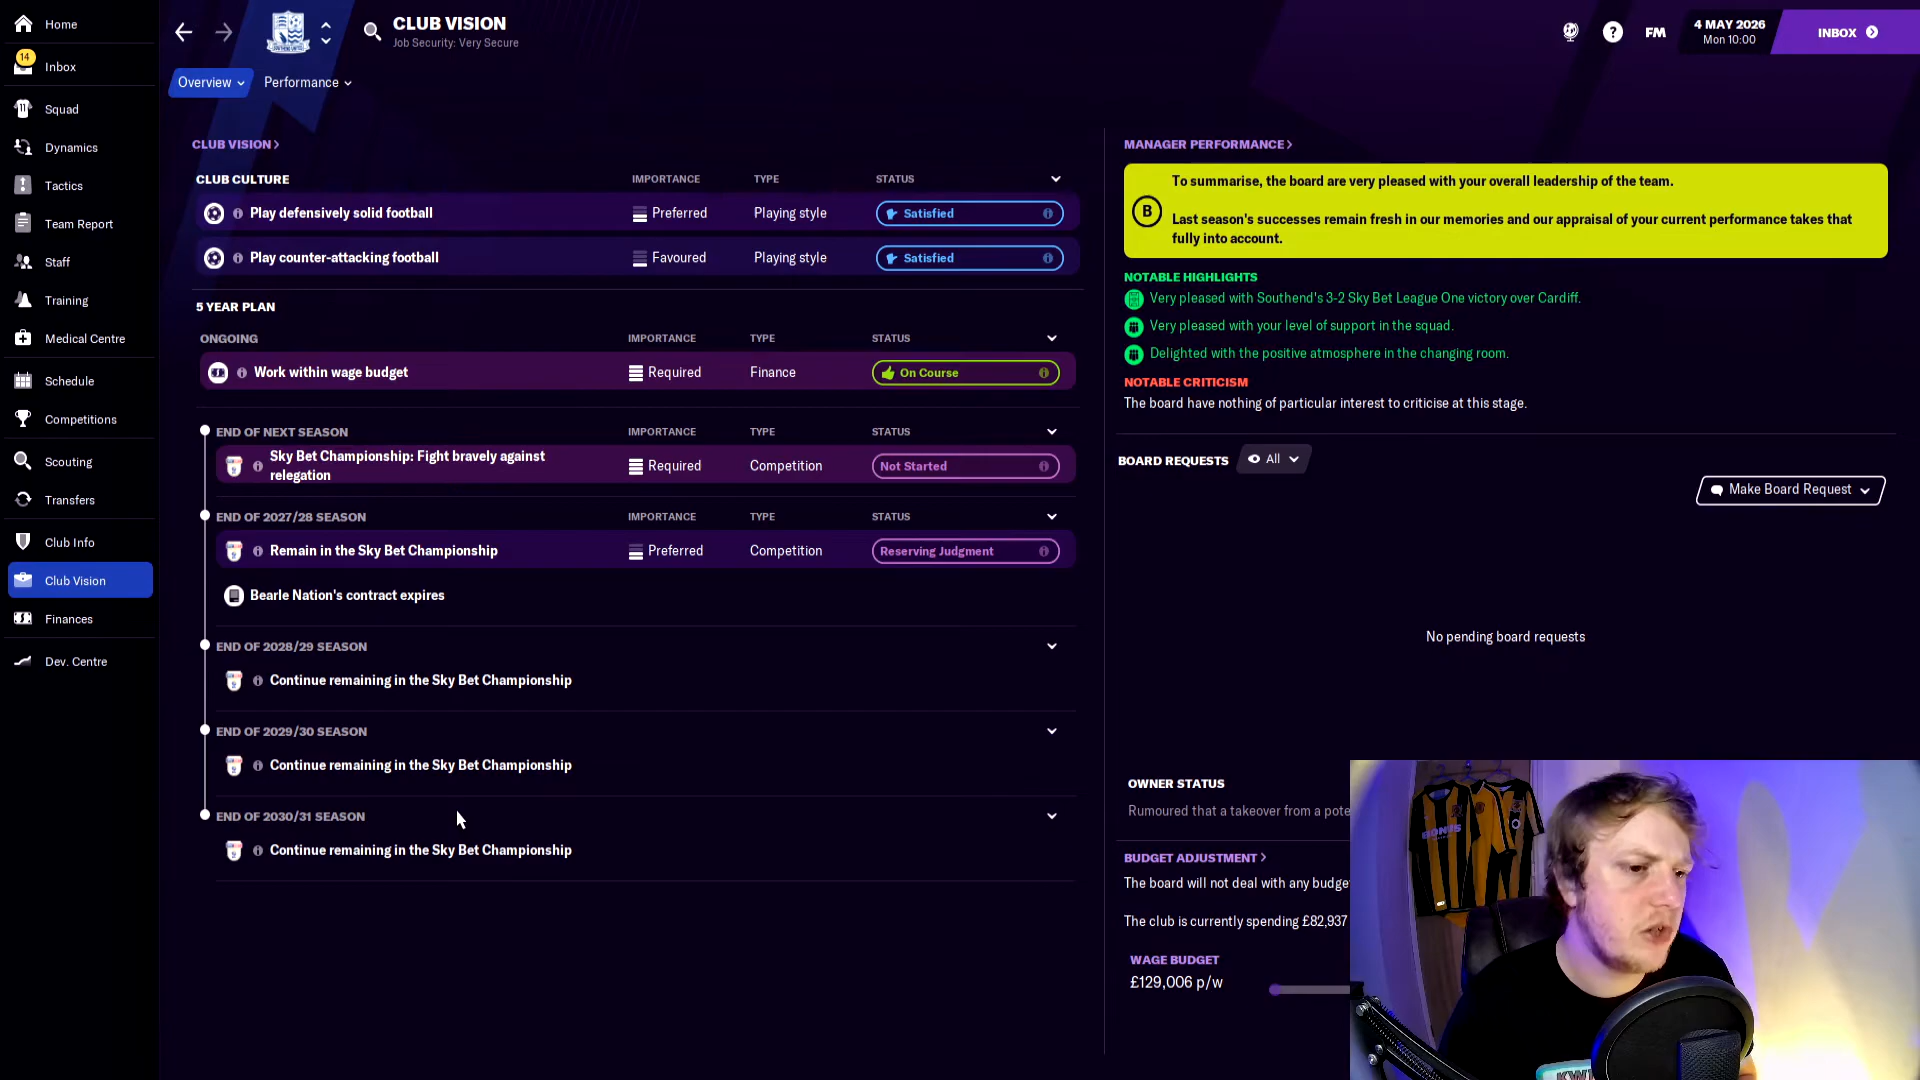 Home
14
Inbox
Squad
Dynamics
Tactics
Team Report
Staff
Training
Medical Centre
Schedule
Competitions
Scouting
Transfers
Club Info
Club Vision
Finances
Dev. Centre
CLUB VISION
Job Security: Very Secure
FM
4 MAY 2026
Mon 10:00
INBOX
Overview
Performance
CLUB VISION
CLUB CULTURE IMPORTANCE TYPE STATUS
Play defensively solid football Preferred Playing style Satisfied
Play counter-attacking football Favoured Playing style Satisfied
5 YEAR PLAN
ONGOING IMPORTANCE TYPE STATUS
Work within wage budget Required Finance On Course
END OF NEXT SEASON IMPORTANCE TYPE STATUS
Sky Bet Championship: Fight bravely against
relegation Required Competition Not Started
END OF 2027/28 SEASON IMPORTANCE TYPE STATUS
Remain in the Sky Bet Championship Preferred Competition Reserving Judgment
Bearle Nation's contract expires
END OF 2028/29 SEASON
Continue remaining in the Sky Bet Championship
END OF 2029/30 SEASON
Continue remaining in the Sky Bet Championship
END OF 2030/31 SEASON
Continue remaining in the Sky Bet Championship
MANAGER PERFORMANCE
B
To summarise, the board are very pleased with your overall leadership of the team.
Last season's successes remain fresh in our memories and our appraisal of your current performance takes that
fully into account.
NOTABLE HIGHLIGHTS
Very pleased with Southend's 3-2 Sky Bet League One victory over Cardiff.
Very pleased with your level of support in the squad.
Delighted with the positive atmosphere in the changing room.
NOTABLE CRITICISM
The board have nothing of particular interest to criticise at this stage.
BOARD REQUESTS All
Make Board Request
No pending board requests
OWNER STATUS
Rumoured that a takeover from a pote
BUDGET ADJUSTMENT
The board will not deal with any budge
The club is currently spending £82,937
WAGE BUDGET
£129,006 p/w